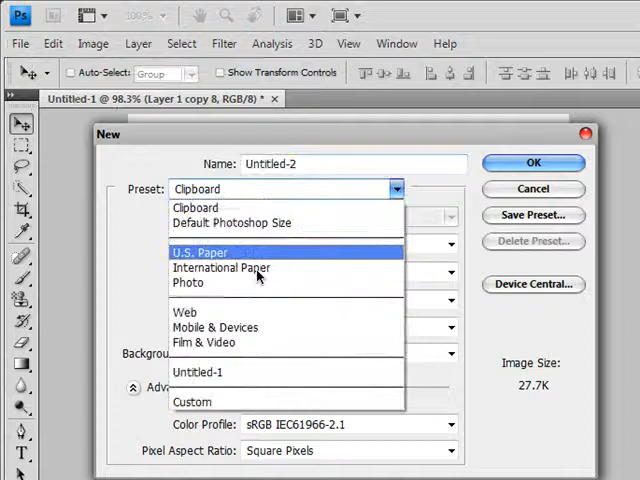 Ps 100%
File Edit Image Layer Select Filter Analysis 3D View Window Help
Auto-Select: Group Show Transform Controls
Untitled-1 @ 98.3% (Layer 1 copy 8, RGB/8) * ×
New
Name: Untitled-2 OK
Preset: Clipboard Cancel
Clipboard
Default Photoshop Size Save Preset...
Delete Preset...
U.S. Paper
International Paper
Photo Device Central...
Web
Mobile & Devices
Film & Video
Image Size:
Untitled-1
27.7K
Custom
Color Profile: sRGB IEC61966-2.1
Pixel Aspect Ratio: Square Pixels
T